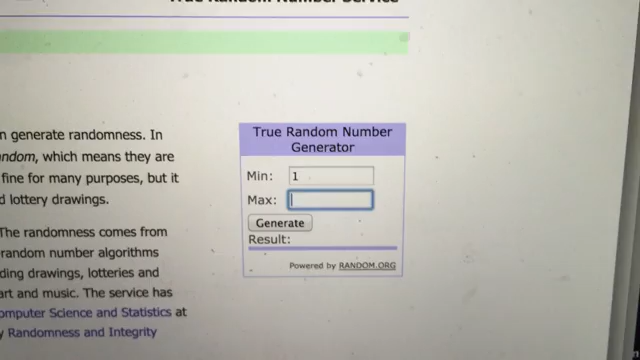 True Random Number Service
n generate randomness. In
ndom, which means they are
fine for many purposes, but it
d lottery drawings.
The randomness comes from
random number algorithms
ding drawings, lotteries and
art and music. The service has
omputer Science and Statistics at
y Randomness and Integrity
True Random Number
Generator
Min: 1
Max:
Generate
Result:
Powered by RANDOM.ORG